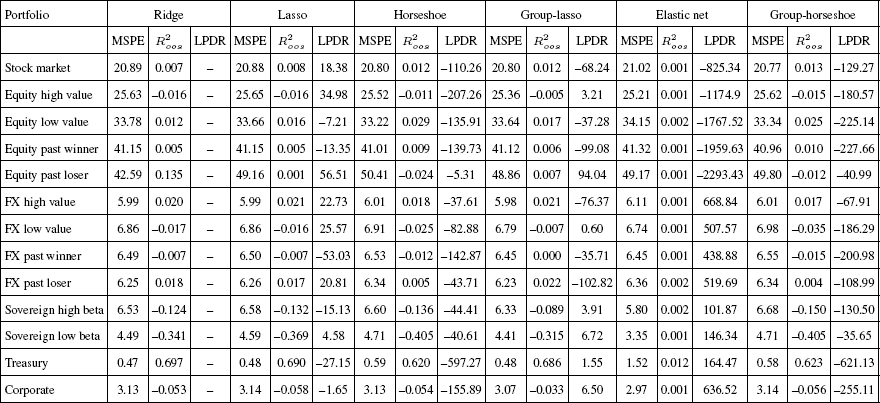 Portfolio Ridge Lasso Horseshoe Group-lasso Elastic net Group-horseshoe
MSPE R²oos LPDR MSPE R²oos LPDR MSPE R²oos LPDR MSPE R²oos LPDR MSPE R²oos LPDR MSPE R²oos LPDR
Stock market 20.89 0.007 – 20.88 0.008 18.38 20.80 0.012 –110.26 20.80 0.012 –68.24 21.02 0.001 –825.34 20.77 0.013 –129.27
Equity high value 25.63 –0.016 – 25.65 –0.016 34.98 25.52 –0.011 –207.26 25.36 –0.005 3.21 25.21 0.001 –1174.9 25.62 –0.015 –180.57
Equity low value 33.78 0.012 – 33.66 0.016 –7.21 33.22 0.029 –135.91 33.64 0.017 –37.28 34.15 0.002 –1767.52 33.34 0.025 –225.14
Equity past winner 41.15 0.005 – 41.15 0.005 –13.35 41.01 0.009 –139.73 41.12 0.006 –99.08 41.32 0.001 –1959.63 40.96 0.010 –227.66
Equity past loser 42.59 0.135 – 49.16 0.001 56.51 50.41 –0.024 –5.31 48.86 0.007 94.04 49.17 0.001 –2293.43 49.80 –0.012 –40.99
FX high value 5.99 0.020 – 5.99 0.021 22.73 6.01 0.018 –37.61 5.98 0.021 –76.37 6.11 0.001 668.84 6.01 0.017 –67.91
FX low value 6.86 –0.017 – 6.86 –0.016 25.57 6.91 –0.025 –82.88 6.79 –0.007 0.60 6.74 0.001 507.57 6.98 –0.035 –186.29
FX past winner 6.49 –0.007 – 6.50 –0.007 –53.03 6.53 –0.012 –142.87 6.45 0.000 –35.71 6.45 0.001 438.88 6.55 –0.015 –200.98
FX past loser 6.25 0.018 – 6.26 0.017 20.81 6.34 0.005 –43.71 6.23 0.022 –102.82 6.36 0.002 519.69 6.34 0.004 –108.99
Sovereign high beta 6.53 –0.124 – 6.58 –0.132 –15.13 6.60 –0.136 –44.41 6.33 –0.089 3.91 5.80 0.002 101.87 6.68 –0.150 –130.50
Sovereign low beta 4.49 –0.341 – 4.59 –0.369 4.58 4.71 –0.405 –40.61 4.41 –0.315 6.72 3.35 0.001 146.34 4.71 –0.405 –35.65
Treasury 0.47 0.697 – 0.48 0.690 –27.15 0.59 0.620 –597.27 0.48 0.686 1.55 1.52 0.012 164.47 0.58 0.623 –621.13
Corporate 3.13 –0.053 – 3.14 –0.058 –1.65 3.13 –0.054 –155.89 3.07 –0.033 6.50 2.97 0.001 636.52 3.14 –0.056 –255.11